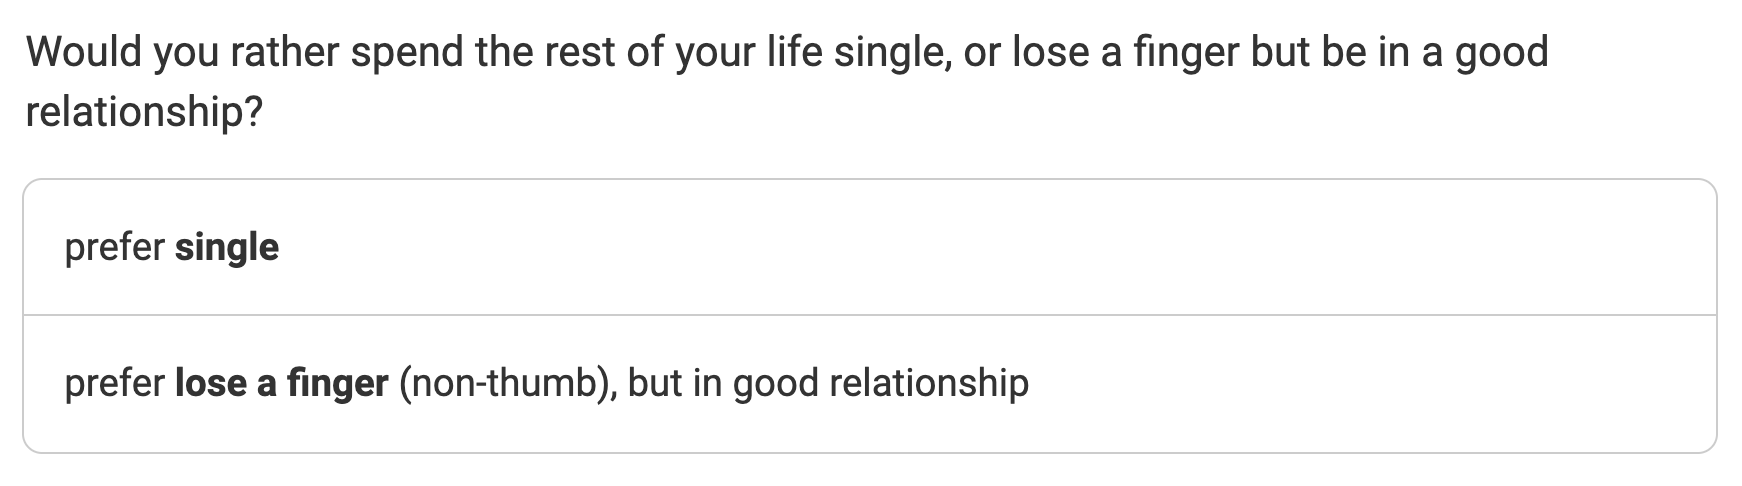 Would you rather spend the rest of your life single, or lose a finger but be in a good
relationship?
prefer single
prefer lose a finger (non-thumb), but in good relationship